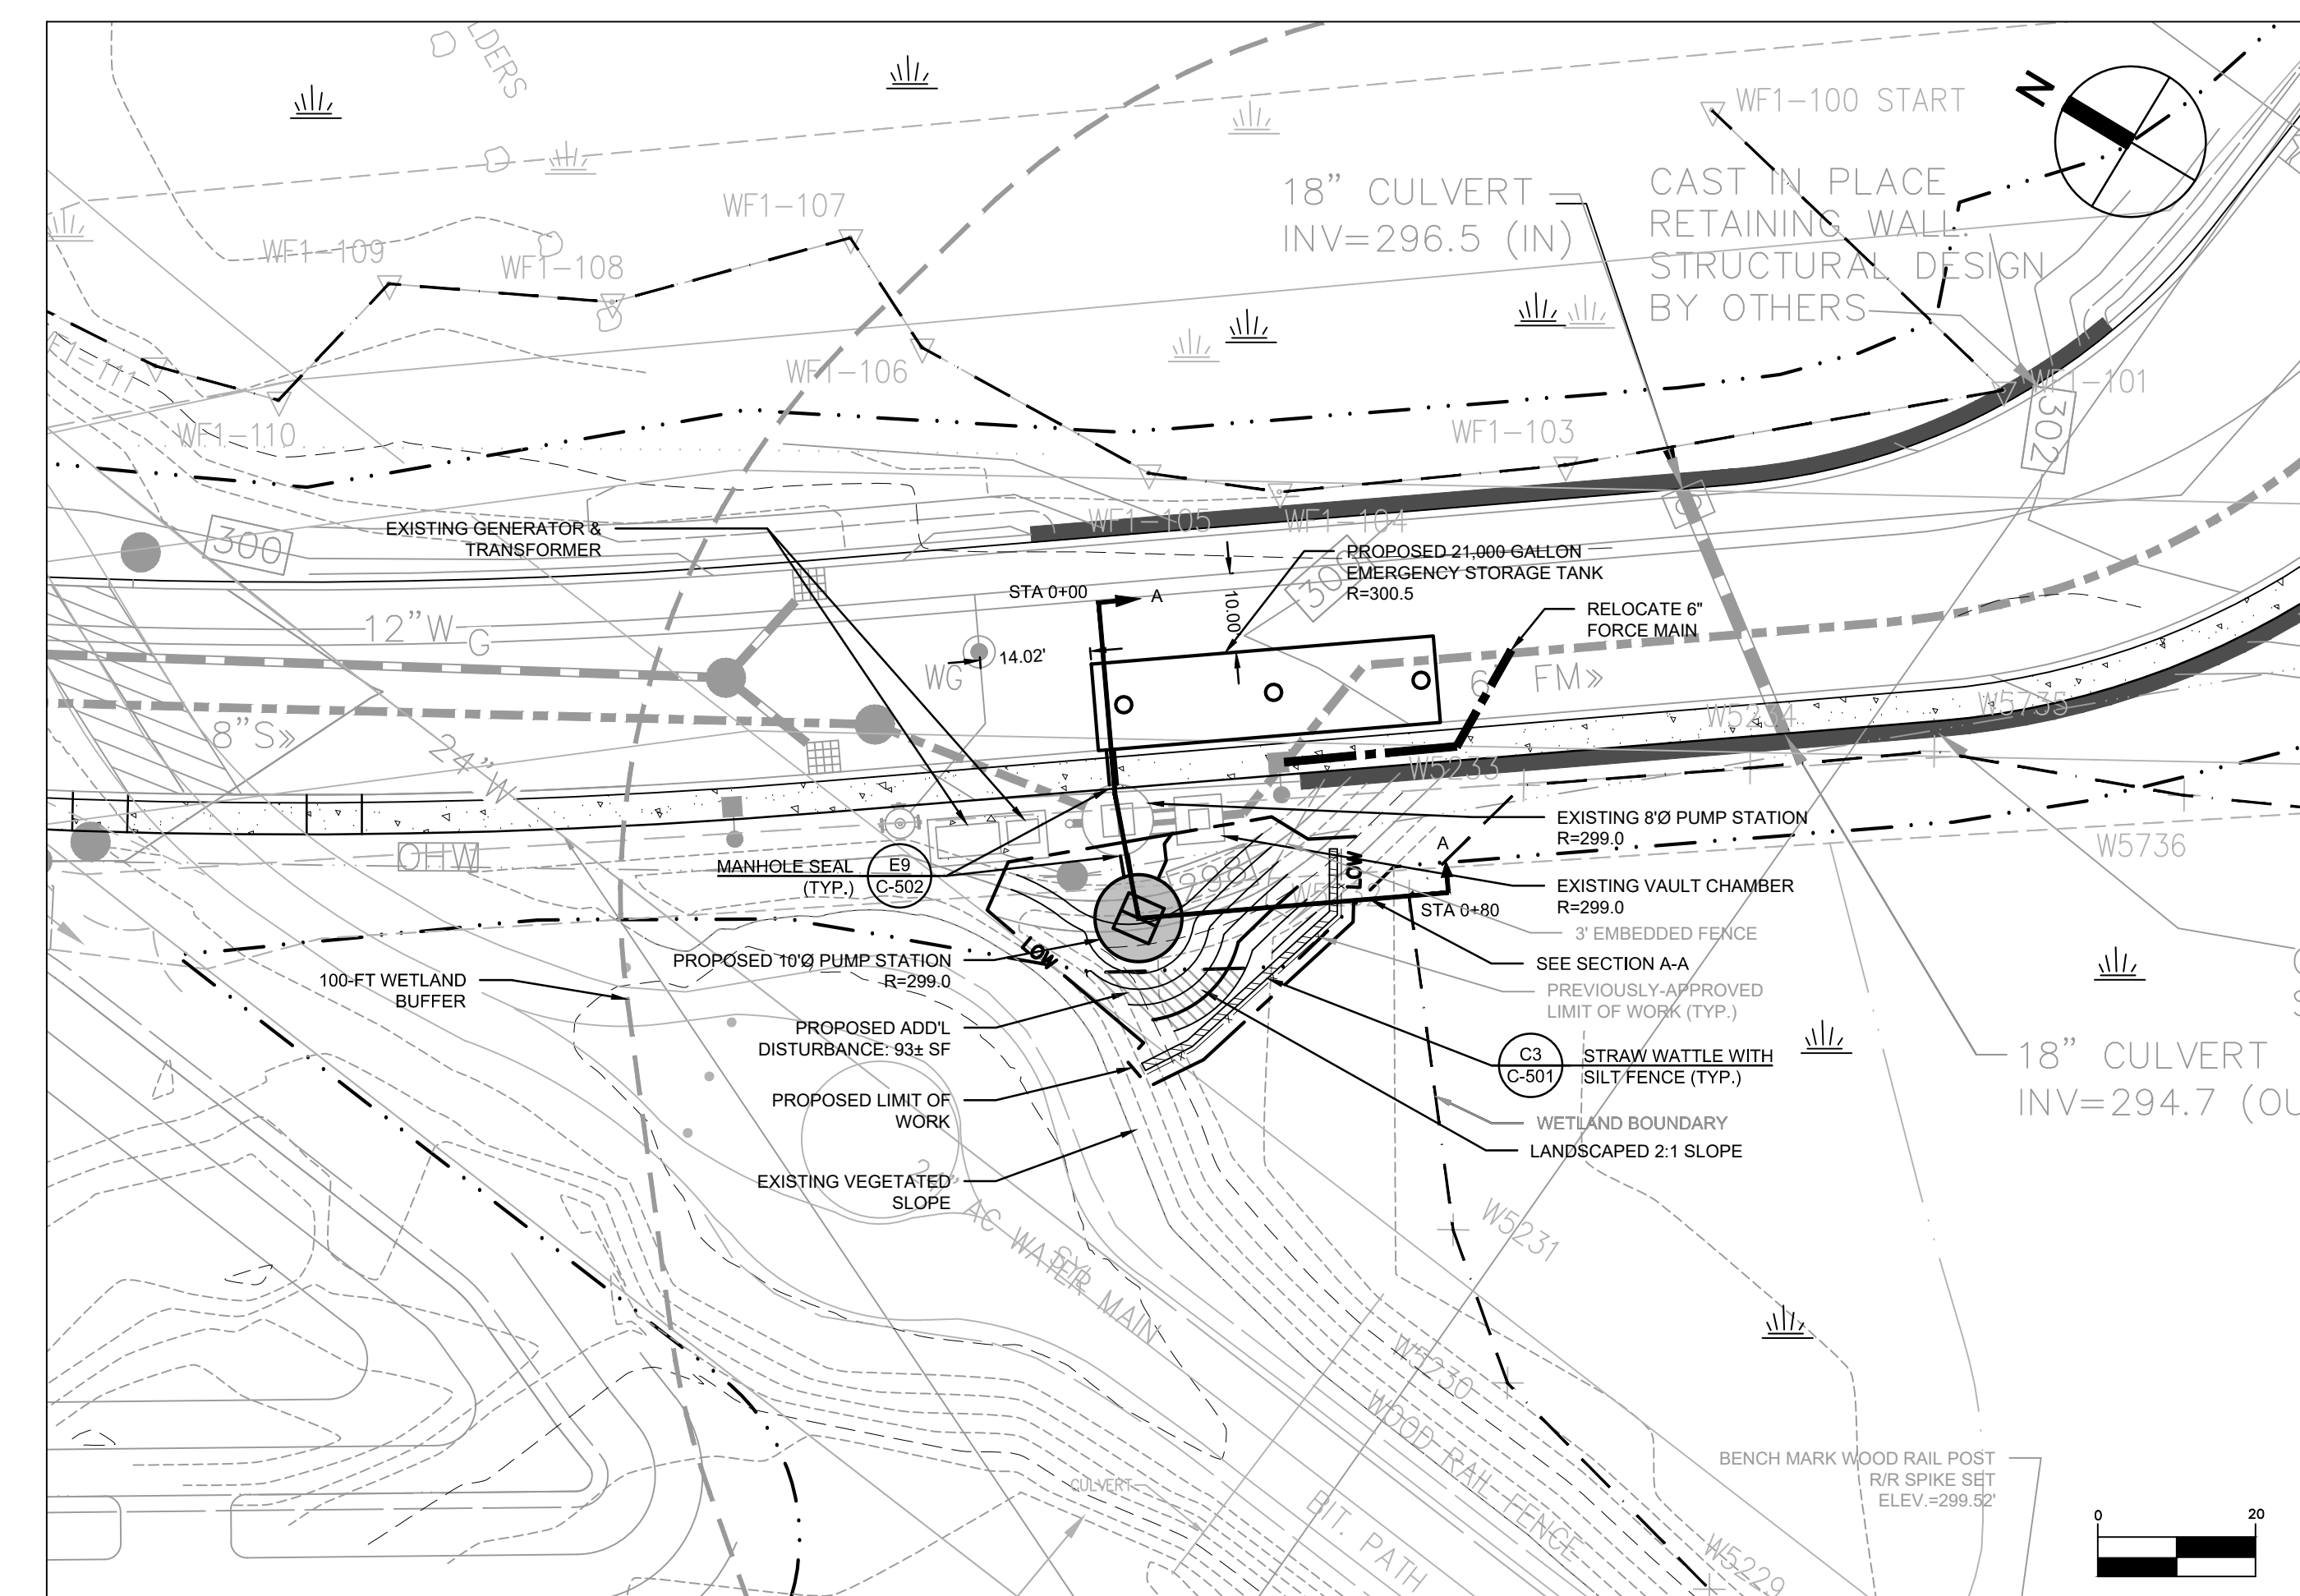 WF1-100 START
N
WF1-107
18” CULVERT
INV=296.5 (IN)
CAST IN PLACE
RETAINING WALL.
STRUCTURAL DESIGN
BY OTHERS
WF1-109
WF1-108
WF1-106
WF1-101
302
WF1-110
WF1-103
WF1-105
WF1-104
300
EXISTING GENERATOR &
TRANSFORMER
300
PROPOSED 21,000 GALLON
EMERGENCY STORAGE TANK
R=300.5
STA 0+00
A
10.00'
RELOCATE 6"
FORCE MAIN
12”W
G
14.02'
WG
FM»
8”S»
24”W
W5234
W5735
W5233
OHW
MANHOLE SEAL
(TYP.)
E9
C-502
EXISTING 8'Ø PUMP STATION
R=299.0
W5736
A
LOW
EXISTING VAULT CHAMBER
R=299.0
STA 0+80
3' EMBEDDED FENCE
LOW
PROPOSED 10'Ø PUMP STATION
R=299.0
SEE SECTION A-A
100-FT WETLAND
BUFFER
PREVIOUSLY-APPROVED
LIMIT OF WORK (TYP.)
PROPOSED ADD'L
DISTURBANCE: 93± SF
C3
C-501
STRAW WATTLE WITH
SILT FENCE (TYP.)
18” CULVERT
INV=294.7 (OU
PROPOSED LIMIT OF
WORK
WETLAND BOUNDARY
LANDSCAPED 2:1 SLOPE
EXISTING VEGETATED
SLOPE
AC WATER MAIN
W5231
W5230
WOOD RAIL FENCE
BIT. PATH
CULVERT
BENCH MARK WOOD RAIL POST
R/R SPIKE SET
ELEV.=299.52'
W5229
0 20